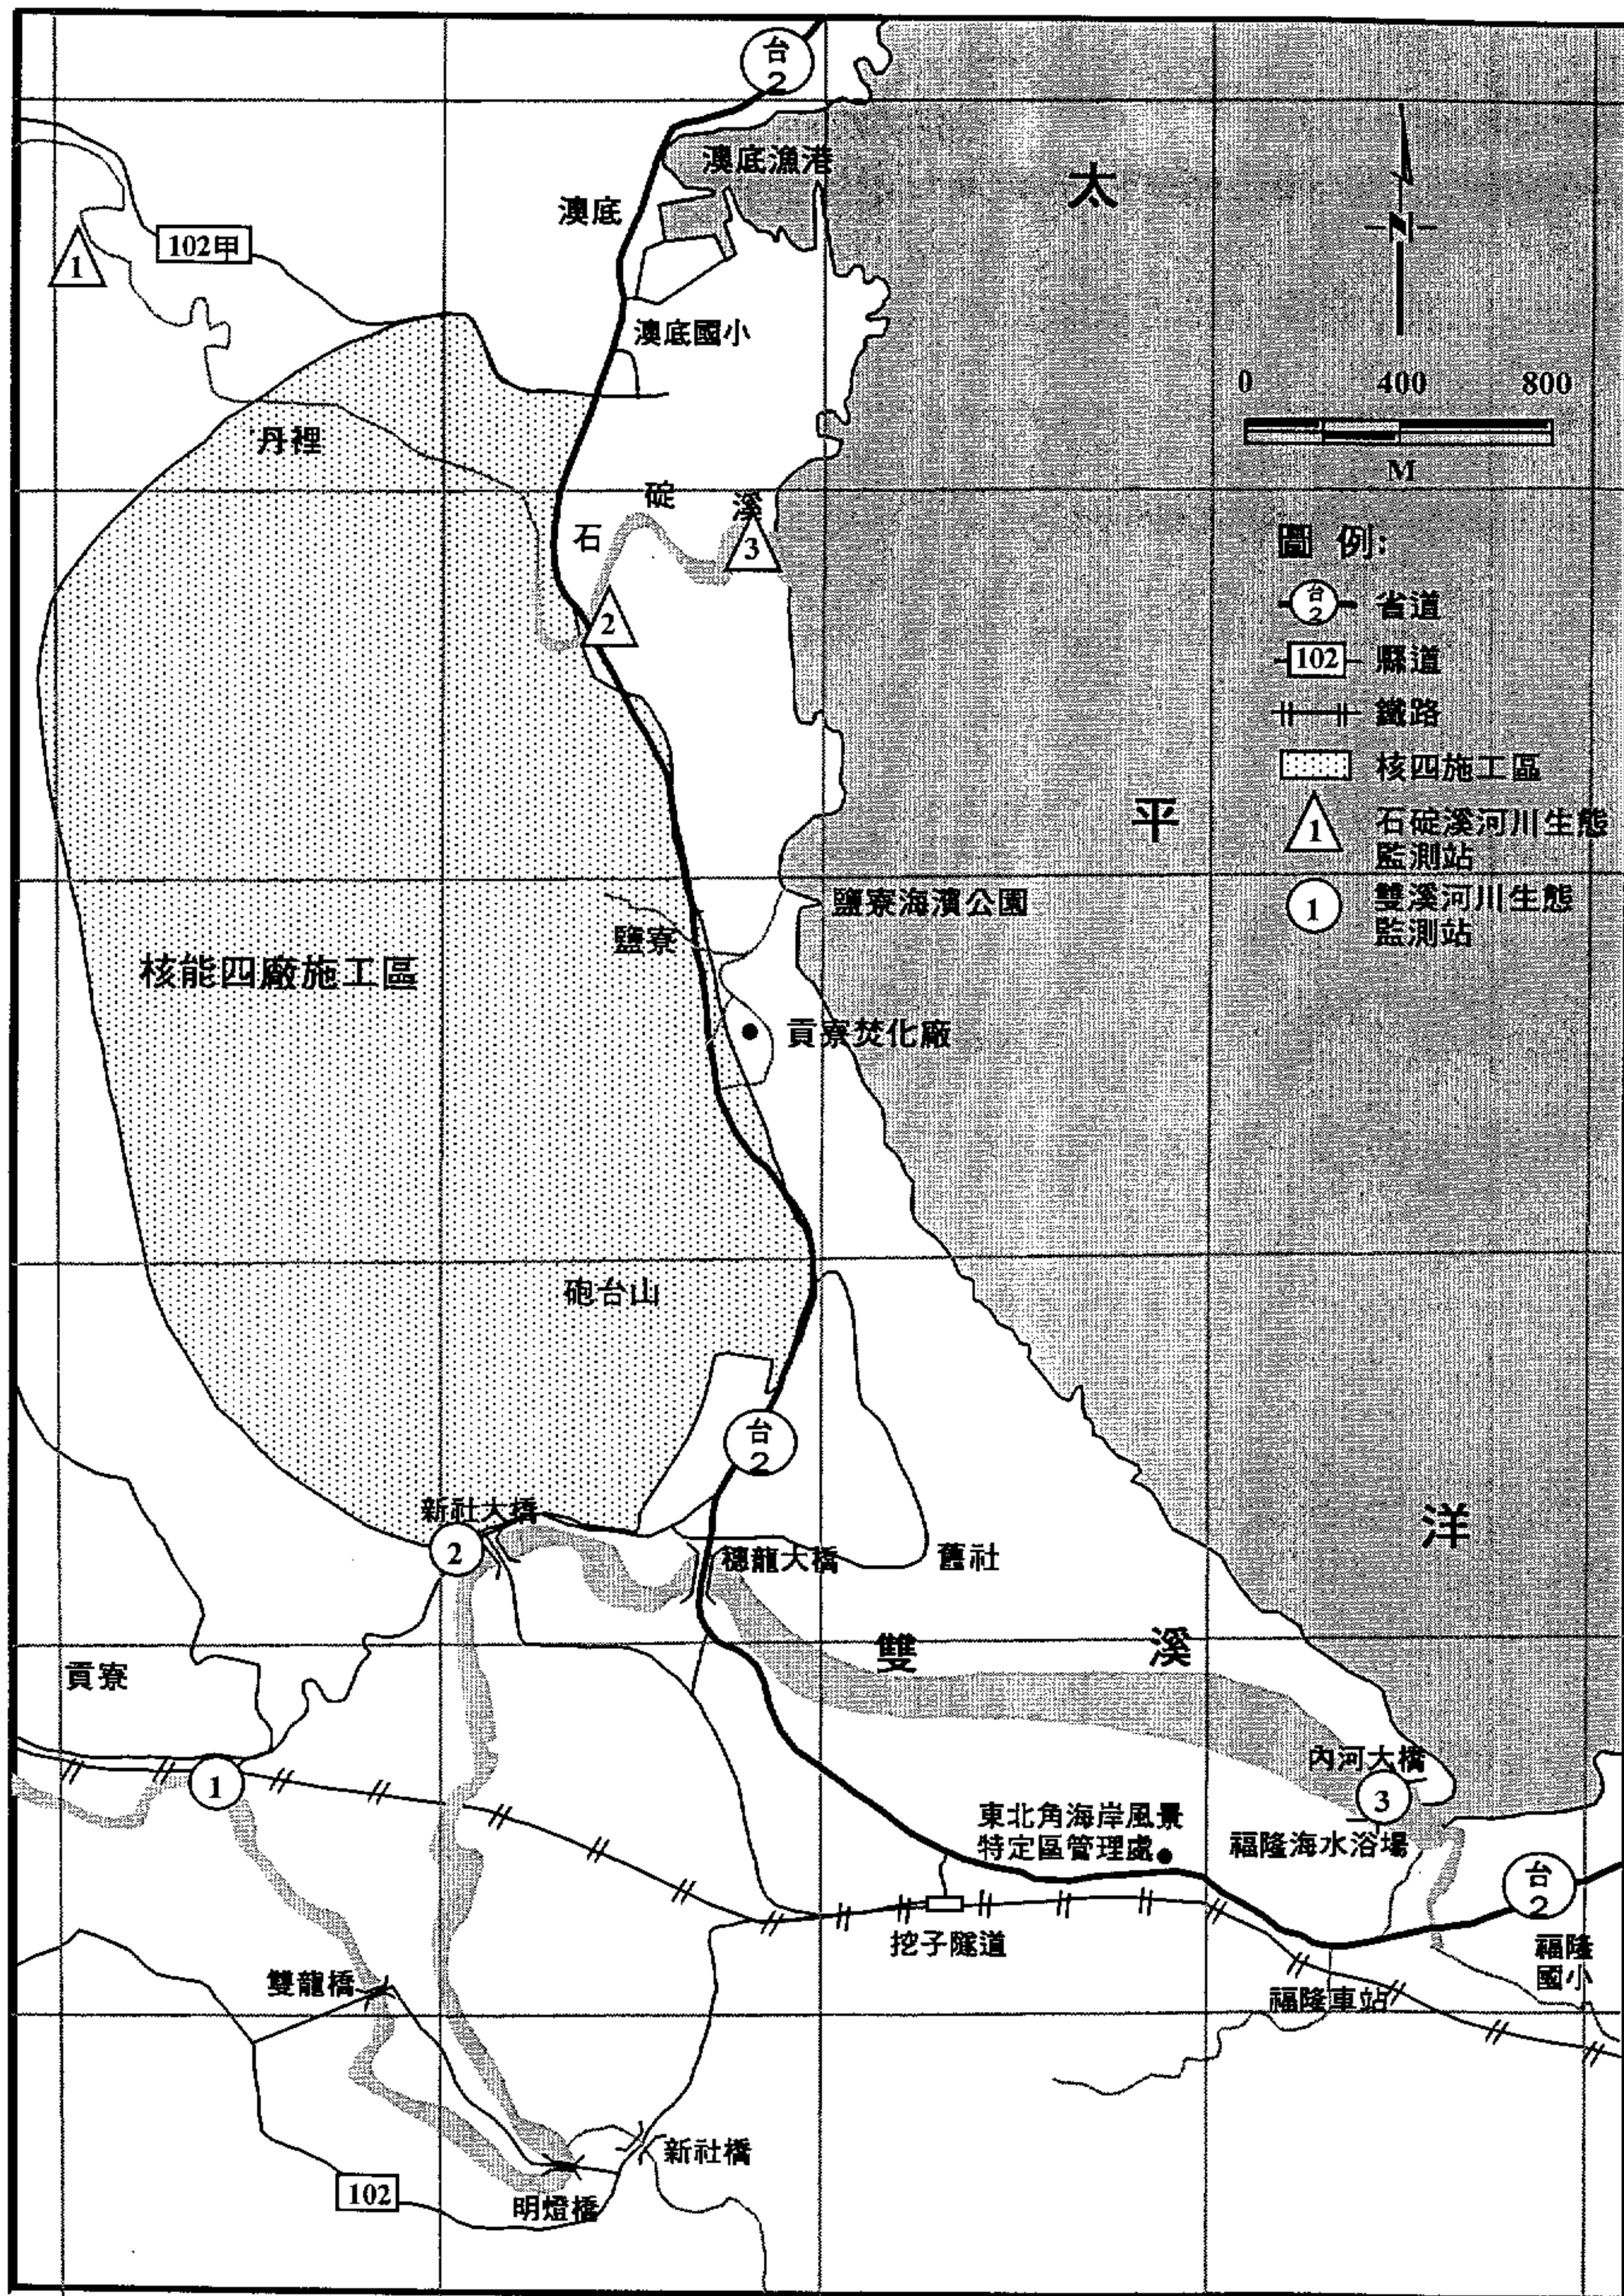 台
2
澳底漁港
太
澳底
N
102甲
1
澳底國小
0 400 800
M
丹裡
碇
溪
石
3
2
圖 例:
台
2
省道
102
縣道
鐵路
核四施工區
1
石碇溪河川生態
監測站
1
雙溪河川生態
監測站
平
鹽寮海濱公園
鹽寮
核能四廠施工區
貢寮焚化廠
砲台山
台
2
洋
新社大橋
2
穗龍大橋
舊社
雙
溪
貢寮
內河大橋
1
3
東北角海岸風景
特定區管理處
福隆海水浴場
台
2
挖子隧道
福隆
國小
雙龍橋
福隆車站
新社橋
102
明燈橋